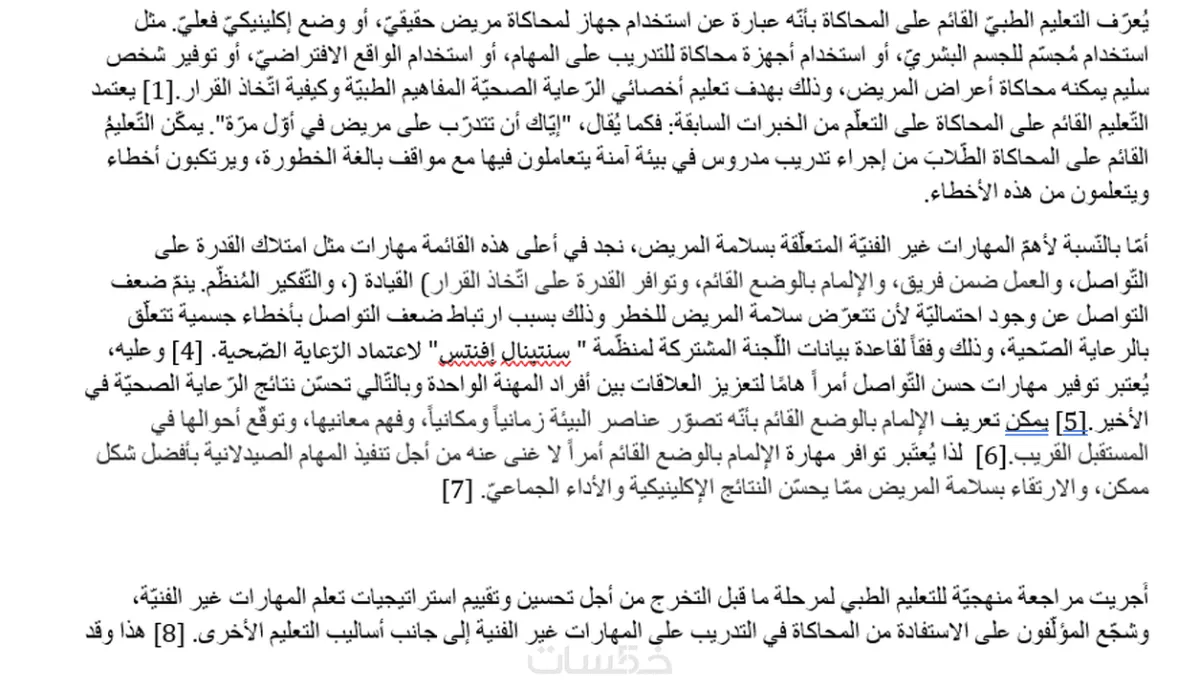 يُعرّف التعليم الطبيّ القائم على المحاكاة بأنّه عبارة عن استخدام جهاز لمحاكاة مريض حقيقيّ، أو وضع إكلينيكيّ فعليّ. مثل
استخدام مُجسّم للجسم البشريّ، أو استخدام أجهزة محاكاة للتدريب على المهام، أو استخدام الواقع الافتراضيّ، أو توفير شخص
سليم يمكنه محاكاة أعراض المريض، وذلك بهدف تعليم أخصائي الرّعاية الصحيّة المفاهيم الطبيّة وكيفية اتّخاذ القرار.[1] يعتمد
التّعليم القائم على المحاكاة على التعلّم من الخبرات السابقة: فكما يُقال، "إيّاك أن تتدرّب على مريض في أوّل مرّة". يمكّن التّعليمُ
القائم على المحاكاة الطّلابَ من إجراء تدريب مدروس في بيئة آمنة يتعاملون فيها مع مواقف بالغة الخطورة، ويرتكبون أخطاء
ويتعلمون من هذه الأخطاء.
أمّا بالنّسبة لأهمّ المهارات غير الفنيّة المتعلّقة بسلامة المريض، نجد في أعلى هذه القائمة مهارات مثل امتلاك القدرة على
التّواصل، والعمل ضمن فريق، والإلمام بالوضع القائم، وتوافر القدرة على اتّخاذ القرار) القيادة (، والتّفكير المُنظّم. ينمّ ضعف
التواصل عن وجود احتماليّة لأن تتعرّض سلامة المريض للخطر وذلك بسبب ارتباط ضعف التواصل بأخطاء جسمية تتعلّق
بالرعاية الصّحية، وذلك وفقاً لقاعدة بيانات اللّجنة المشتركة لمنظّمة " سنتينال إفنتس" لاعتماد الرّعاية الصّحية. [4] وعليه،
يُعتبر توفير مهارات حسن التّواصل أمراً هامًا لتعزيز العلاقات بين أفراد المهنة الواحدة وبالتّالي تحسّن نتائج الرّعاية الصحيّة في
الأخير.[5] يمكن تعريف الإلمام بالوضع القائم بأنّه تصوّر عناصر البيئة زمانياً ومكانياً، وفهم معانيها، وتوقّع أحوالها في
المستقبل القريب.[6] لذا يُعتَبر توافر مهارة الإلمام بالوضع القائم أمراً لا غنى عنه من أجل تنفيذ المهام الصيدلانية بأفضل شكل
ممكن، والارتقاء بسلامة المريض ممّا يحسّن النتائج الإكلينيكية والأداء الجماعيّ. [7]
أجريت مراجعة منهجيّة للتعليم الطبي لمرحلة ما قبل التخرج من أجل تحسين وتقييم استراتيجيات تعلم المهارات غير الفنيّة،
وشجّع المؤلّفون على الاستفادة من المحاكاة في التدريب على المهارات غير الفنية إلى جانب أساليب التعليم الأخرى. [8] هذا وقد
خمسات